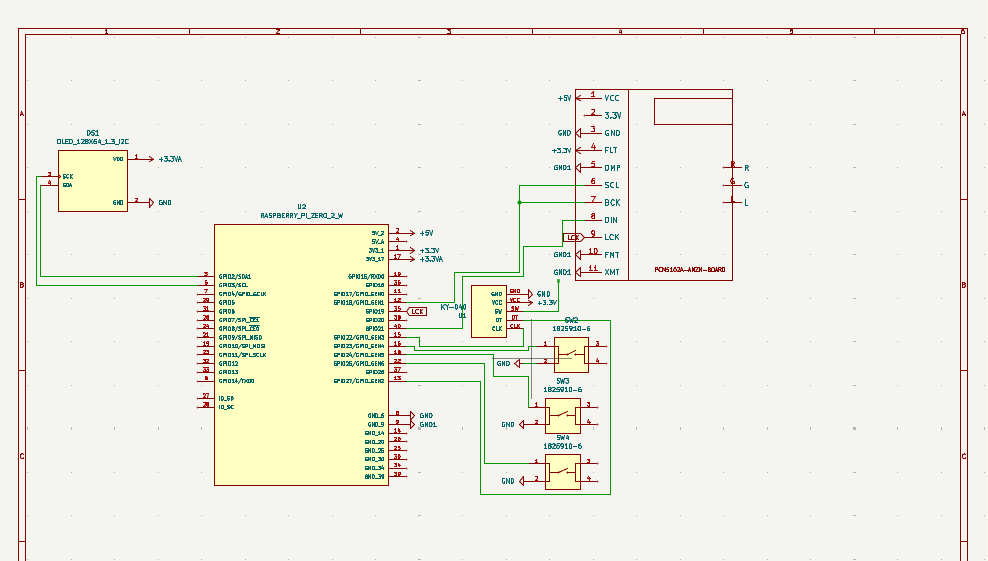 1 2 3 4 5 6
A A
B B
C C
DS1
OLED_128X64_1.3_I2C
VDD 1 +3.3VA
3 SCK
4 SDA
GND 2 GND
U2
RASPBERRY_PI_ZERO_2_W
5V_2 2 +5V
5V_4 4
3V3_1 1 +3.3V
3V3_17 17 +3.3VA
3 GPIO2/SDA1
5 GPIO3/SCL
7 GPIO4/GPIO_GCLK
29 GPIO5
31 GPIO6
26 GPIO7/SPI_CE1
24 GPIO8/SPI_CE0
21 GPIO9/SPI_MISO
19 GPIO10/SPI_MOSI
23 GPIO11/SPI_SCLK
32 GPIO12
33 GPIO13
8 GPIO14/TXD0
27 ID_SD
28 ID_SC
GPIO15/RXD0 10
GPIO16 36
GPIO17/GPIO_GEN0 11
GPIO18/GPIO_GEN1 12
GPIO19 35 LCK
GPIO20 38
GPIO21 40
GPIO22/GPIO_GEN3 15
GPIO23/GPIO_GEN4 16
GPIO24/GPIO_GEN5 18
GPIO25/GPIO_GEN6 22
GPIO26 37
GPIO27/GPIO_GEN2 13
GND_6 6 GND
GND_9 9 GND1
GND_14 14
GND_20 20
GND_25 25
GND_30 30
GND_34 34
GND_39 39
KY-040
U1
GND GND GND
VCC VCC +3.3V
SW SW
DT DT
CLK CLK
+5V 1 VCC
2 3.3V
GND 3 GND
+3.3V 4 FLT
GND1 5 DMP
6 SCL
7 BCK
8 DIN
LCK 9 LCK
GND1 10 FMT
GND1 11 XMT
R R
G G
L L
PCM5102A-AMZN-BOARD
SW2
1825910-6
1 3
GND 2 4
SW3
1825910-6
1 3
GND 2 4
SW4
1825910-6
1 3
GND 2 4